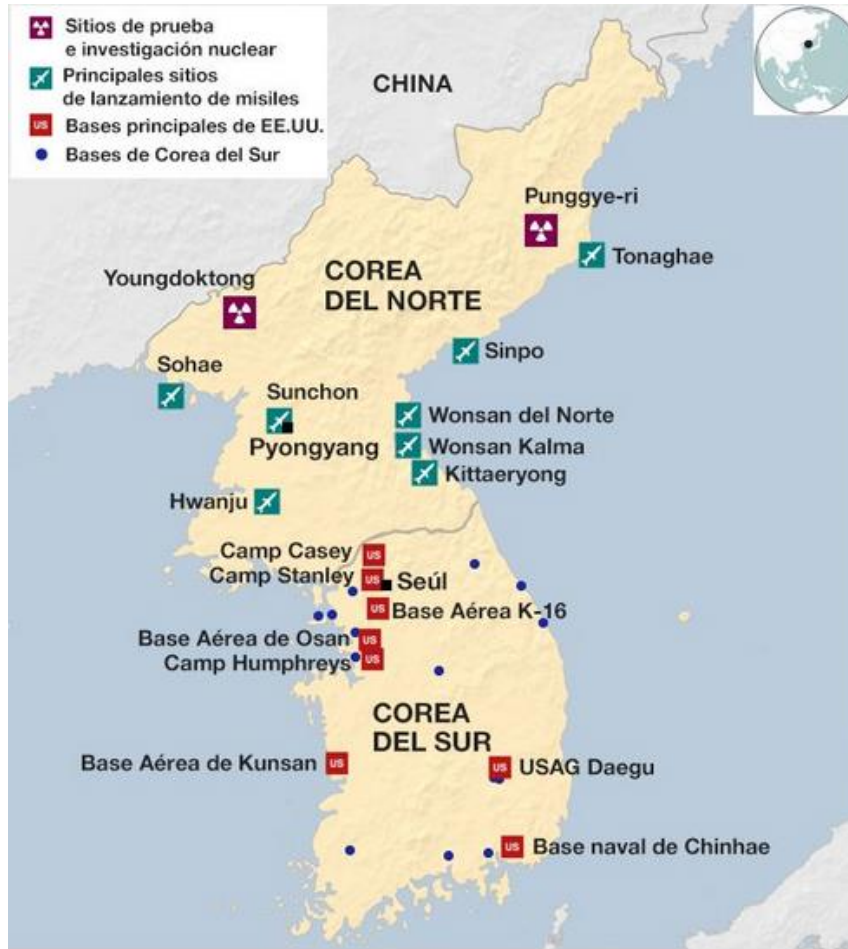 Sitios de prueba
e investigación nuclear
Principales sitios
de lanzamiento de misiles
US Bases principales de EE.UU.
Bases de Corea del Sur
CHINA
Punggye-ri
Tonaghae
Youngdoktong
COREA
DEL NORTE
Sinpo
Sohae
Sunchon
Wonsan del Norte
Pyongyang
Wonsan Kalma
Kittaeryong
Hwanju
Camp Casey US
Camp Stanley US Seúl
US Base Aérea K-16
Base Aérea de Osan US
Camp Humphreys US
COREA
DEL SUR
Base Aérea de Kunsan US
US USAG Daegu
US Base naval de Chinhae